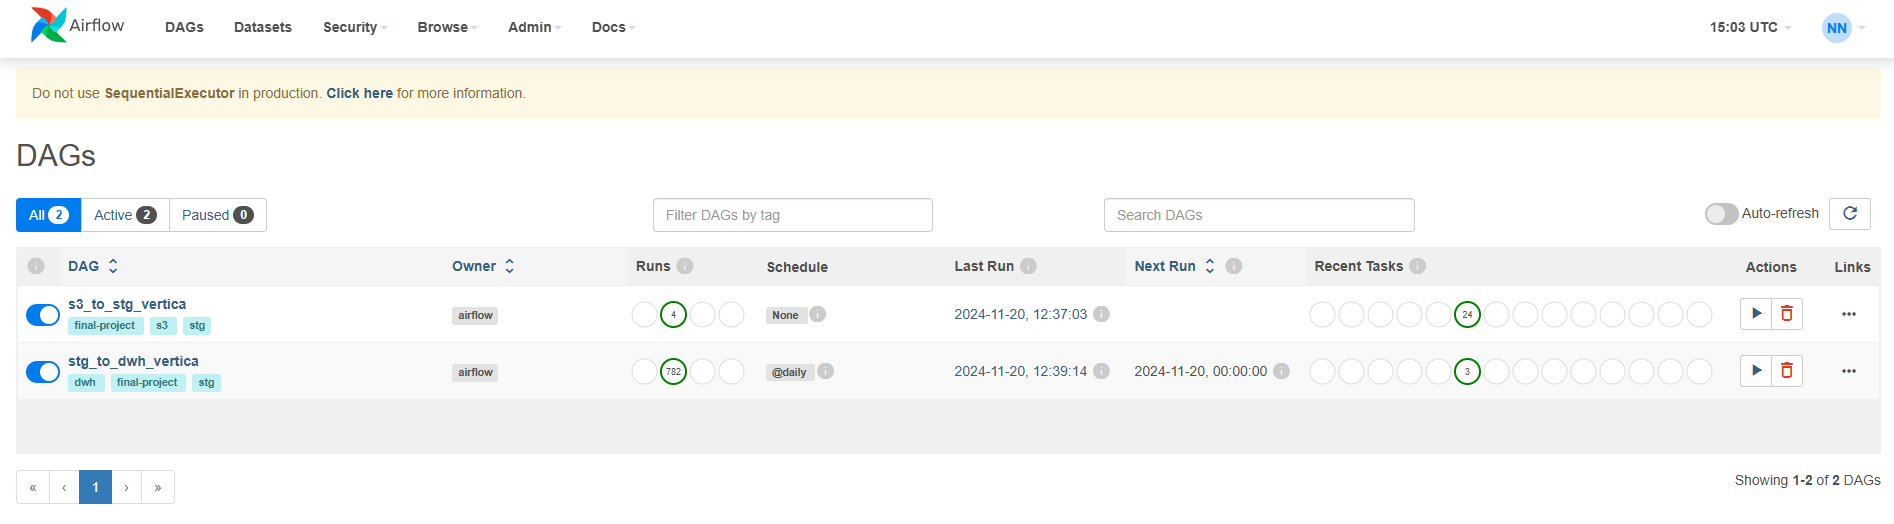 Airflow DAGs Datasets Security Browse Admin Docs 15:03 UTC NN
Do not use SequentialExecutor in production. Click here for more information.
DAGs
All 2 Active 2 Paused 0 Filter DAGs by tag Search DAGs Auto-refresh
DAG Owner Runs Schedule Last Run Next Run Recent Tasks Actions Links
s3_to_stg_vertica
airflow 4 None 2024-11-20, 12:37:03 24
final-project s3 stg
stg_to_dwh_vertica
airflow 782 @daily 2024-11-20, 12:39:14 2024-11-20, 00:00:00 3
dwh final-project stg
« ‹ 1 › » Showing 1-2 of 2 DAGs